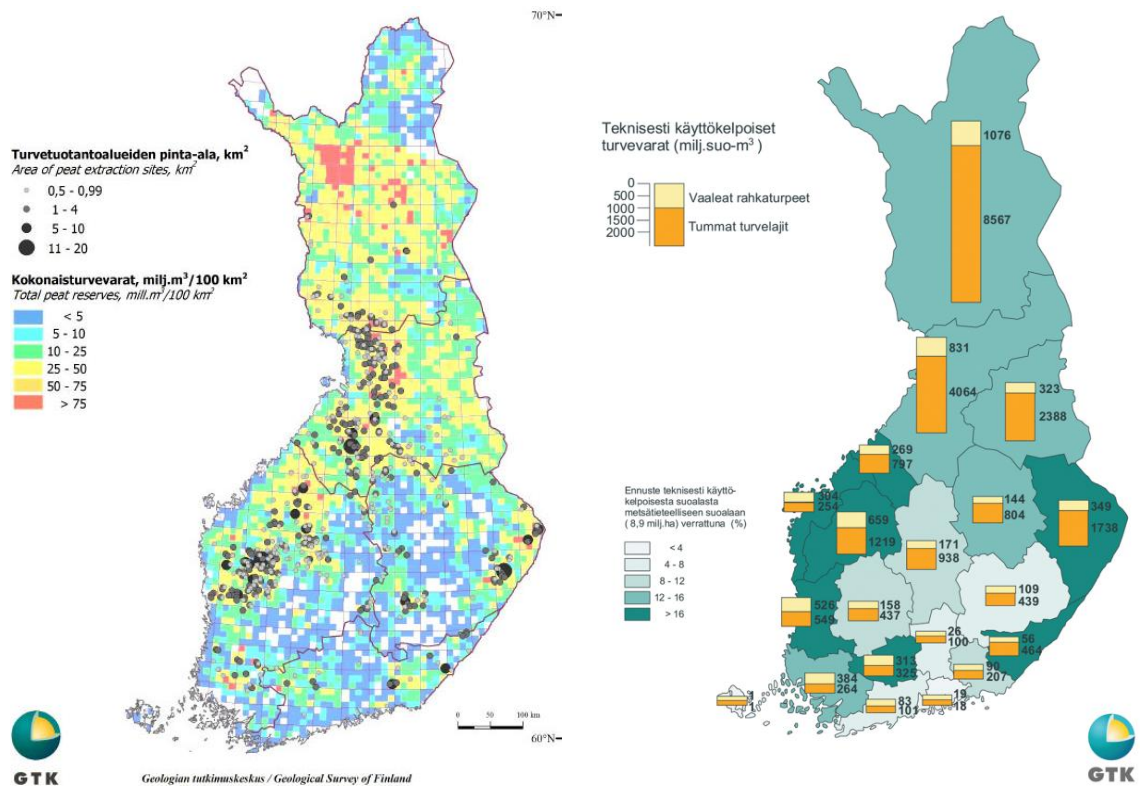 70°N
Turvetuotantoalueiden pinta-ala, km²
Area of peat extraction sites, km²
0,5 - 0,99
1 - 4
5 - 10
11 - 20
Kokonaisturvevarat, milj.m³/100 km²
Total peat reserves, mill.m³/100 km²
< 5
5 - 10
10 - 25
25 - 50
50 - 75
> 75
0 50 100 km
60°N
GTK
Geologian tutkimuskeskus / Geological Survey of Finland
Teknisesti käyttökelpoiset
turvevarat (milj.suo-m³ )
0
500
1000
1500
2000
Vaaleat rahkaturpeet
Tummat turvelajit
1076
8567
831
4064
323
2388
269
797
304
254
659
1219
144
804
349
1738
171
938
109
439
526
549
158
437
26
100
56
464
313
325
90
207
384
264
83
101
19
18
1
1
Ennuste teknisesti käyttö-
kelpoisesta suoalasta
metsätieteelliseen suoalaan
( 8,9 milj.ha) verrattuna (%)
< 4
4 - 8
8 - 12
12 - 16
> 16
GTK